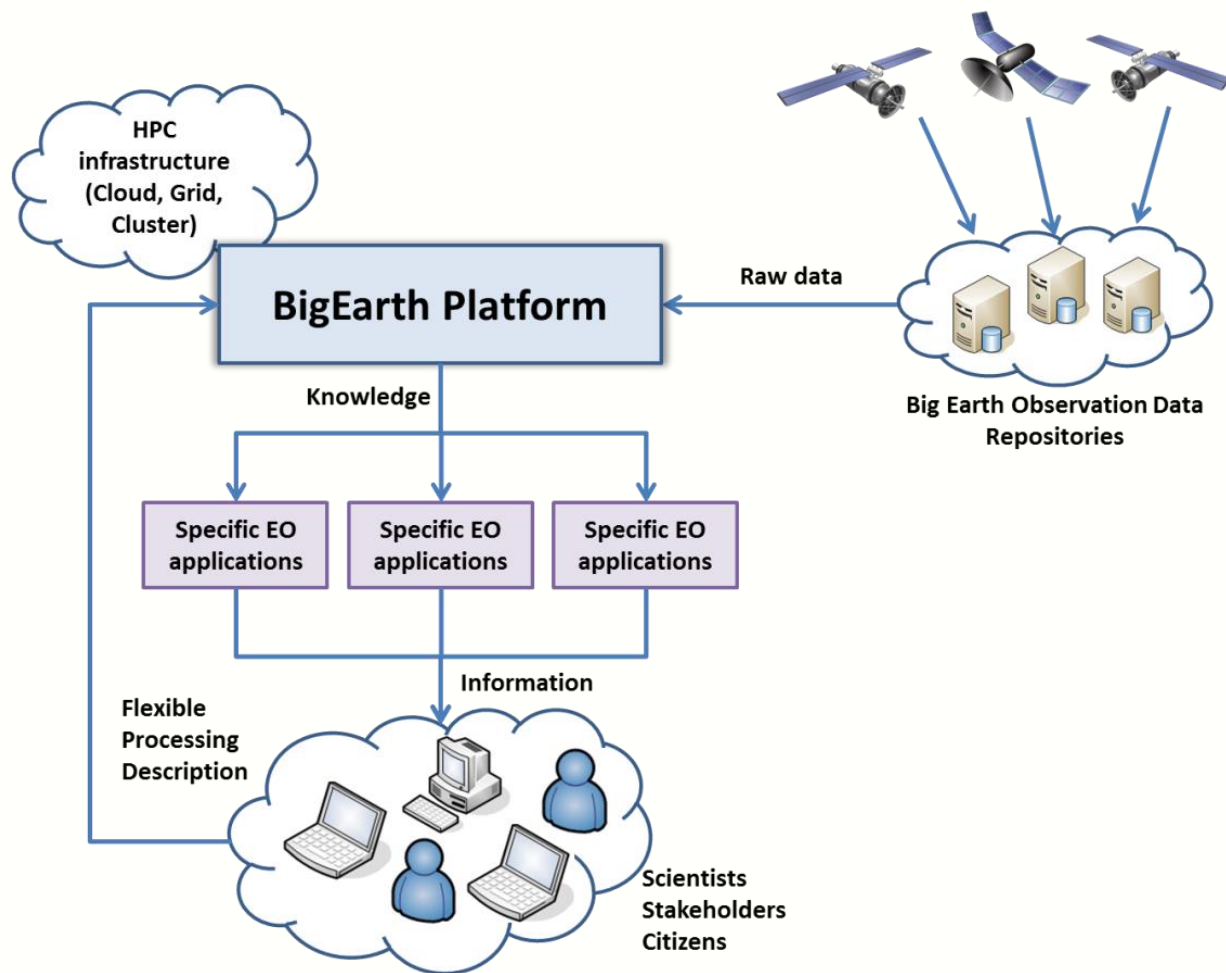 HPC
infrastructure
(Cloud, Grid,
Cluster)
BigEarth Platform
Raw data
Big Earth Observation Data
Repositories
Knowledge
Specific EO
applications
Specific EO
applications
Specific EO
applications
Information
Flexible
Processing
Description
Scientists
Stakeholders
Citizens